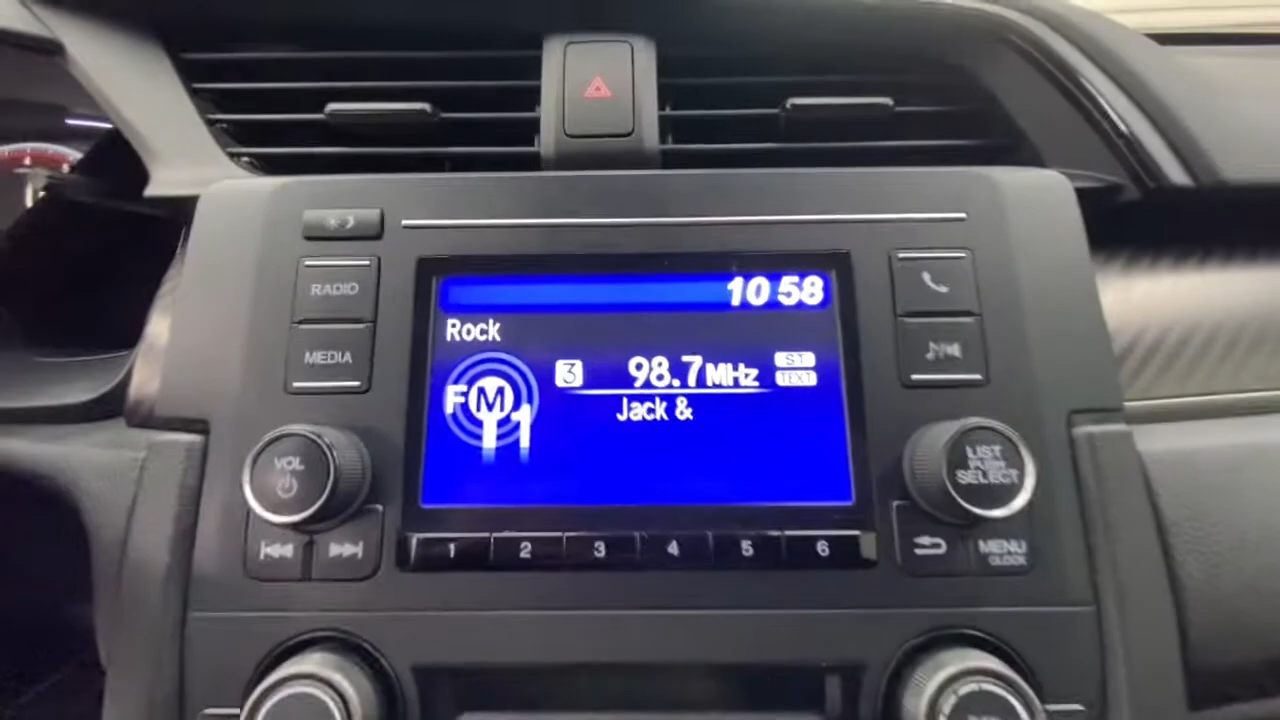 10 58
Rock
RADIO
MEDIA
3 98.7MHz ST
TEXT
FM
1
Jack &
VOL
LIST
PUSH
SELECT
1 2 3 4 5 6
MENU
CLOCK